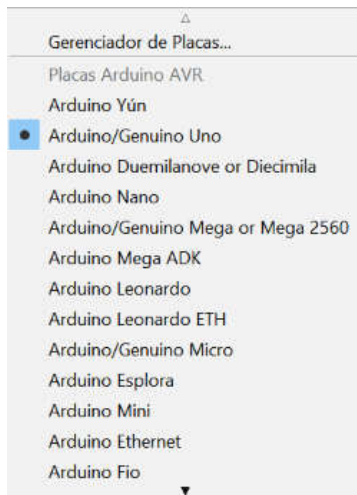 Gerenciador de Placas...
Placas Arduino AVR
Arduino Yún
Arduino/Genuino Uno
Arduino Duemilanove or Diecimila
Arduino Nano
Arduino/Genuino Mega or Mega 2560
Arduino Mega ADK
Arduino Leonardo
Arduino Leonardo ETH
Arduino/Genuino Micro
Arduino Esplora
Arduino Mini
Arduino Ethernet
Arduino Fio